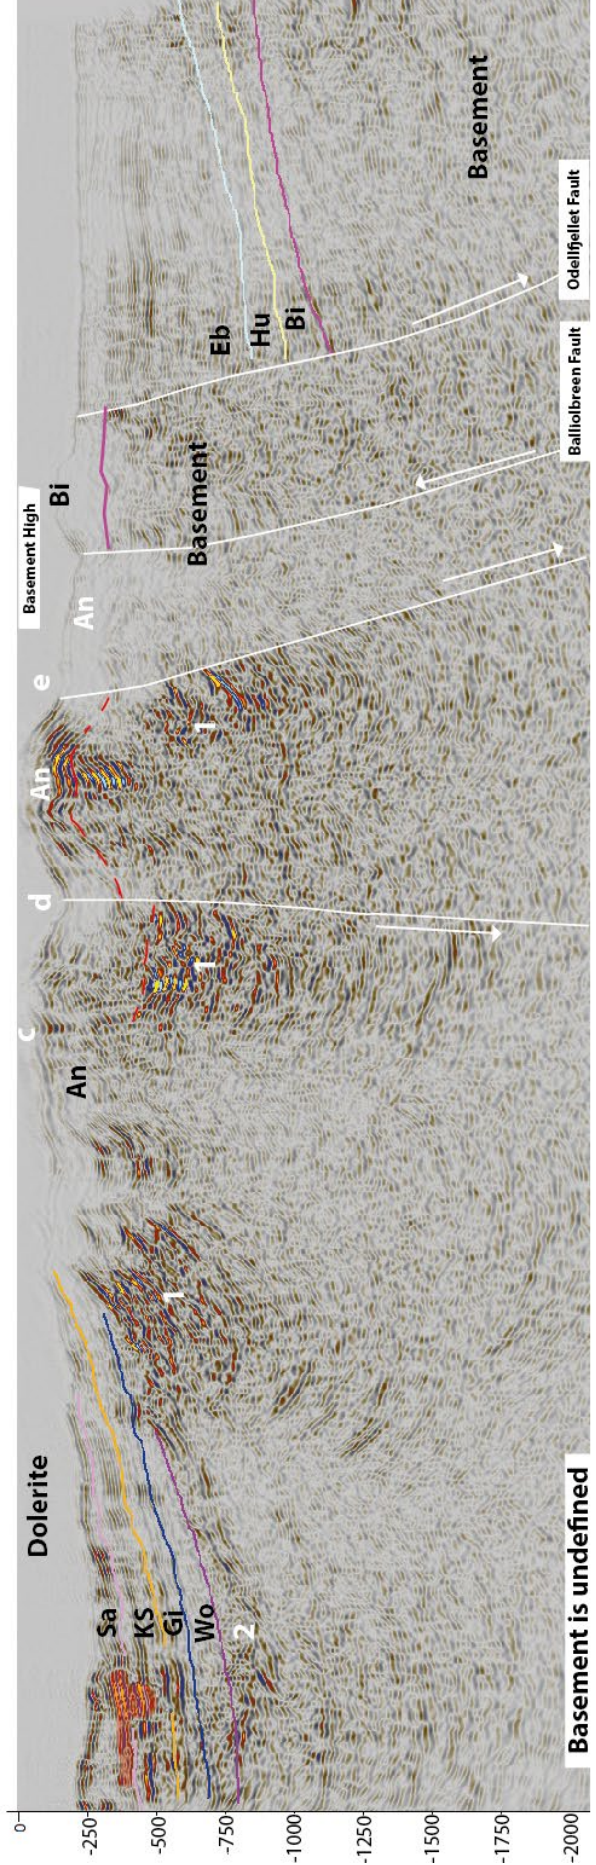 0
-250
-500
-750
-1000
-1250
-1500
-1750
-2000
Dolerite
C
d
e
Basement High
An
An
An
Bi
Sa
KS
Gi
Wo
2
1
1
1
Basement
Eb
Hu
Bi
Basement
Balliolbreen Fault
Odellfjellet Fault
Basement is undefined